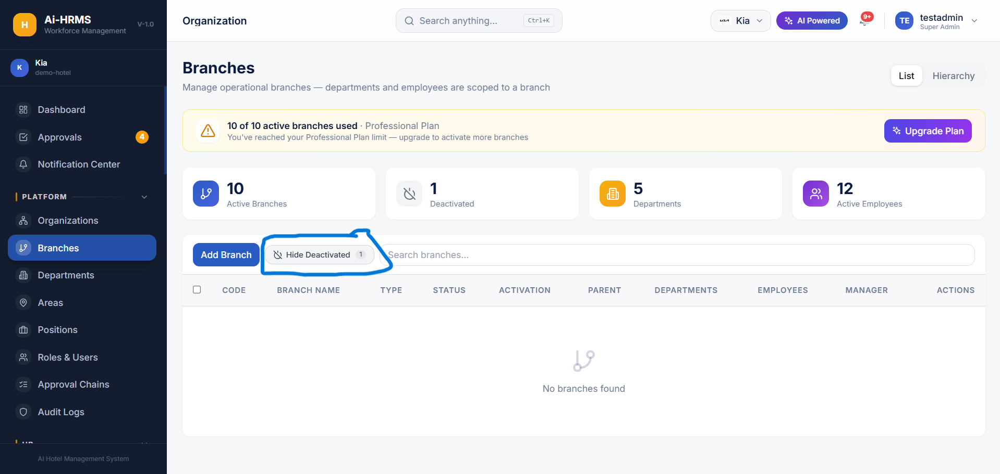 H
Ai-HRMS
Workforce Management
V-1.0
K
Kia
demo-hotel
Dashboard
Approvals
4
Notification Center
PLATFORM
Organizations
Branches
Departments
Areas
Positions
Roles & Users
Approval Chains
Audit Logs
AI Hotel Management System
Organization
Search anything...
Ctrl+K
KIA
Kia
AI Powered
9+
TE
testadmin
Super Admin
Branches
Manage operational branches — departments and employees are scoped to a branch
List
Hierarchy
10 of 10 active branches used · Professional Plan
You've reached your Professional Plan limit — upgrade to activate more branches
Upgrade Plan
10
Active Branches
1
Deactivated
5
Departments
12
Active Employees
Add Branch
Hide Deactivated 1
Search branches...
CODE BRANCH NAME TYPE STATUS ACTIVATION PARENT DEPARTMENTS EMPLOYEES MANAGER ACTIONS
No branches found